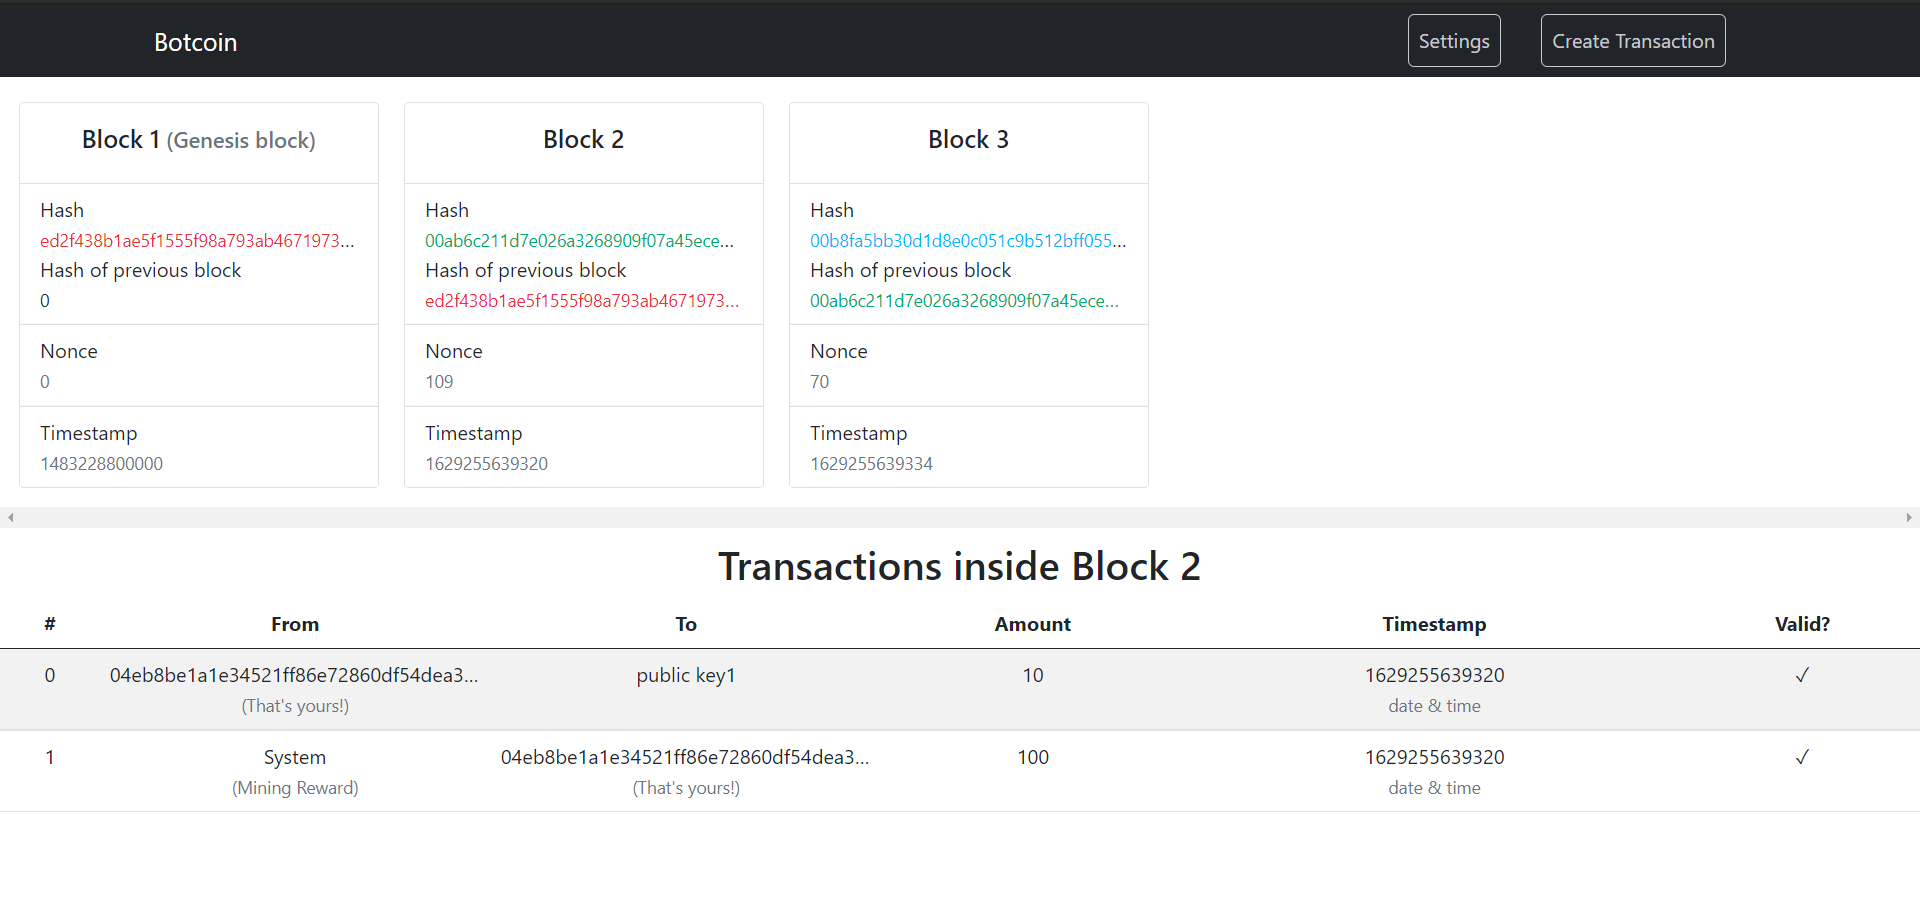 Botcoin
Settings
Create Transaction
Block 1 (Genesis block)
Hash
ed2f438b1ae5f1555f98a793ab4671973...
Hash of previous block
0
Nonce
0
Timestamp
1483228800000
Block 2
Hash
00ab6c211d7e026a3268909f07a45ece...
Hash of previous block
ed2f438b1ae5f1555f98a793ab4671973...
Nonce
109
Timestamp
1629255639320
Block 3
Hash
00b8fa5bb30d1d8e0c051c9b512bff055...
Hash of previous block
00ab6c211d7e026a3268909f07a45ece...
Nonce
70
Timestamp
1629255639334
Transactions inside Block 2
# From To Amount Timestamp Valid?
0 04eb8be1a1e34521ff86e72860df54dea3... public key1 10 1629255639320 ✓
(That's yours!) date & time
1 System 04eb8be1a1e34521ff86e72860df54dea3... 100 1629255639320 ✓
(Mining Reward) (That's yours!) date & time